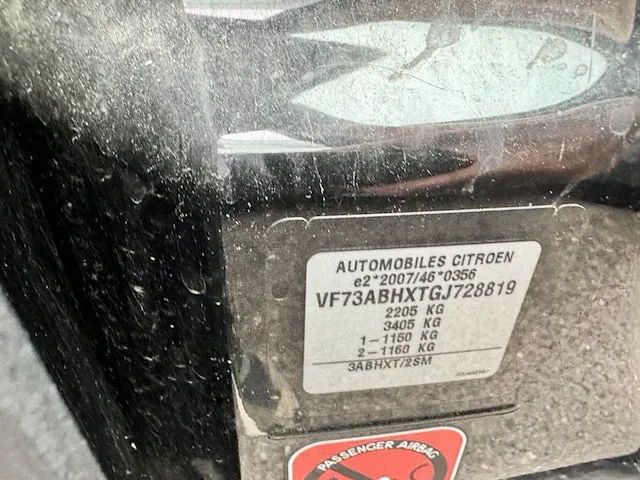 AUTOMOBILES CITROEN
e2*2007/46*0356
VF73ABHXTGJ728819
2205 KG
3405 KG
1-1150 KG
2-1160 KG
3ABHXT/2SM
PASSENGER AIRBAG